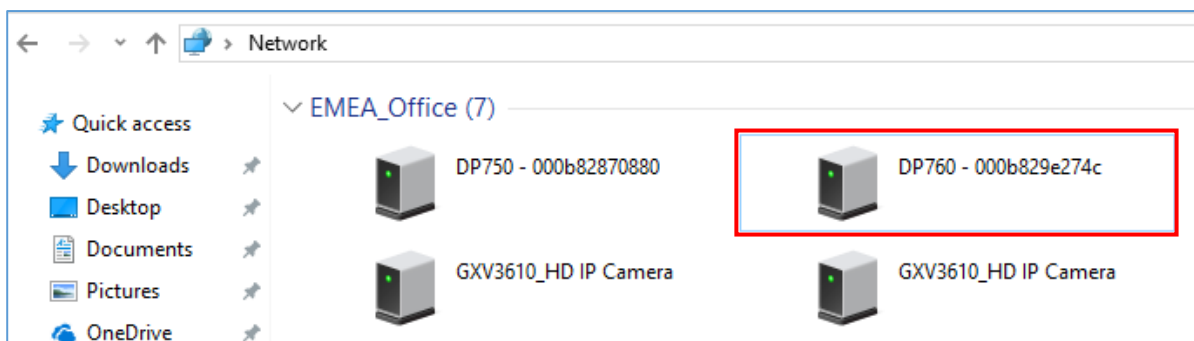 Network
Quick access
Downloads
Desktop
Documents
Pictures
OneDrive
EMEA_Office (7)
DP750 - 000b82870880
DP760 - 000b829e274c
GXV3610_HD IP Camera
GXV3610_HD IP Camera